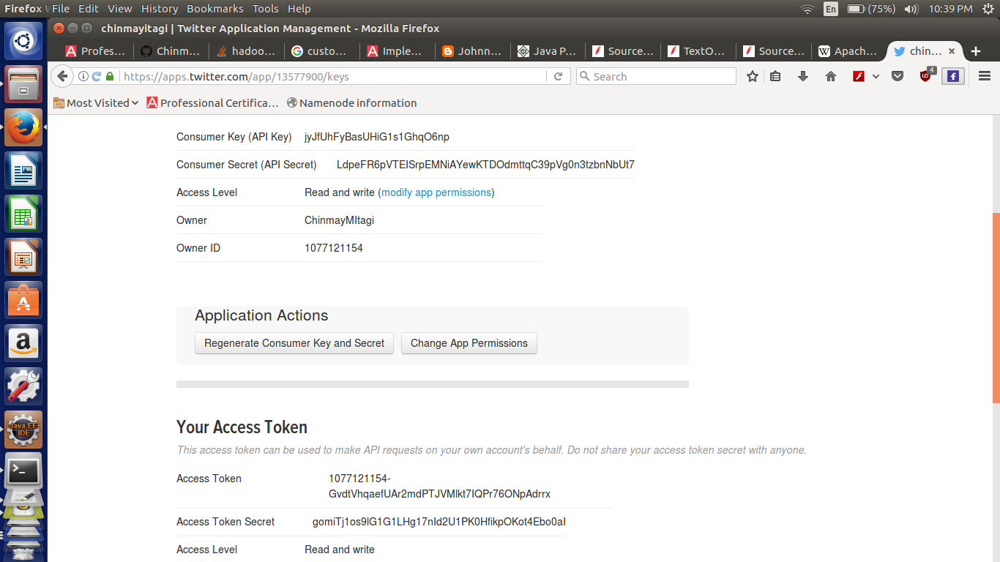 Firefox
File Edit View History Bookmarks Tools Help
En (75%) 10:39 PM
chinmayitagi | Twitter Application Management - Mozilla Firefox
Profes... Chinm... hadoo... custo... Imple... Johnn... Java P... Source... TextO... Source... Apach... chin...
https://apps.twitter.com/app/13577900/keys Search 4
Most Visited Professional Certifica... Namenode information
Consumer Key (API Key) jyJfUhFyBasUHiG1s1GhqO6np
Consumer Secret (API Secret)
Access Level Read and write (modify app permissions)
Owner ChinmayMItagi
Owner ID 1077121154
Application Actions
Regenerate Consumer Key and Secret Change App Permissions
Your Access Token
This access token can be used to make API requests on your own account's behalf. Do not share your access token secret with anyone.
Access Token 1077121154-
Access Token Secret
Access Level Read and write
Java EE
IDE